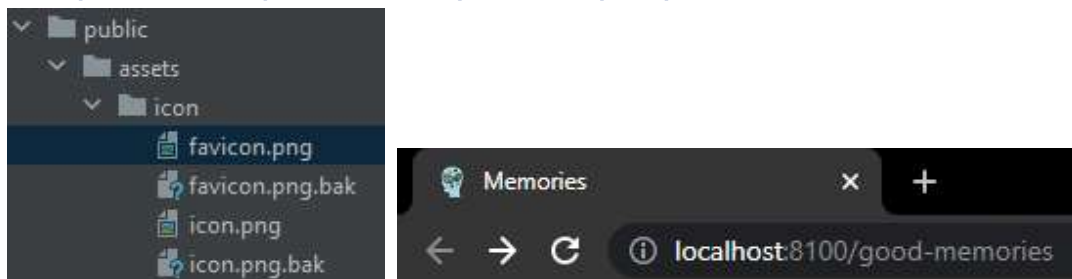 public
assets
icon
favicon.png
favicon.png.bak
icon.png
icon.png.bak
Memories
localhost:8100/good-memories